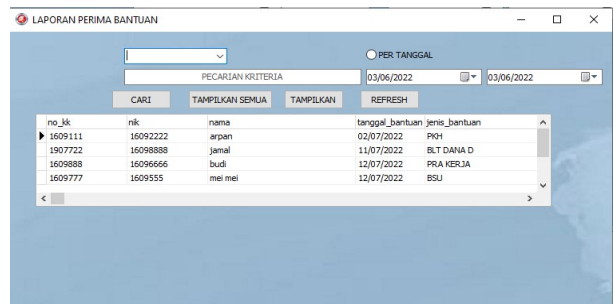 LAPORAN PERIMA BANTUAN
PER TANGGAL
PECARIAN KRITERIA 03/06/2022 03/06/2022
CARI TAMPILKAN SEMUA TAMPILKAN REFRESH
no_kk nik nama tanggal_bantuan jenis_bantuan
1609111 16092222 arpan 02/07/2022 PKH
1907722 16098888 jamal 11/07/2022 BLT DANA D
1609888 16096666 budi 12/07/2022 PRA KERJA
1609777 1609555 mei mei 12/07/2022 BSU